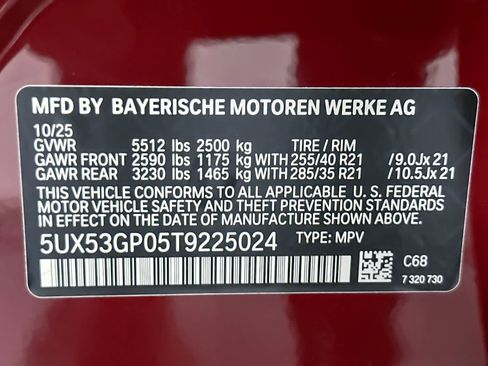 MFD BY BAYERISCHE MOTOREN WERKE AG
10/25
GVWR 5512 lbs 2500 kg TIRE / RIM
GAWR FRONT 2590 lbs 1175 kg WITH 255/40 R21 /9.0Jx 21
GAWR REAR 3230 lbs 1465 kg WITH 285/35 R21 /10.5Jx 21
THIS VEHICLE CONFORMS TO ALL APPLICABLE U. S. FEDERAL
MOTOR VEHICLE SAFETY AND THEFT PREVENTION STANDARDS
IN EFFECT ON THE DATE OF MANUFACTURE SHOWN ABOVE.
5UX53GP05T9225024 TYPE: MPV
C68
7 320 730